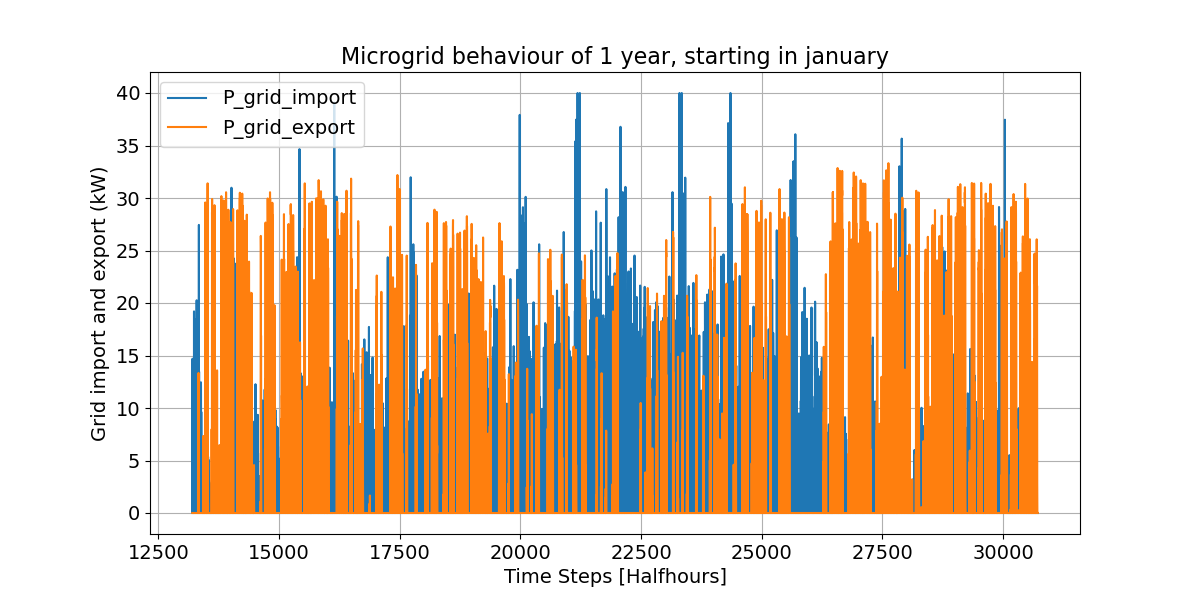 Microgrid behaviour of 1 year, starting in january
P_grid_import
P_grid_export
Grid import and export (kW)
40
35
30
25
20
15
10
5
0
12500 15000 17500 20000 22500 25000 27500 30000
Time Steps [Halfhours]